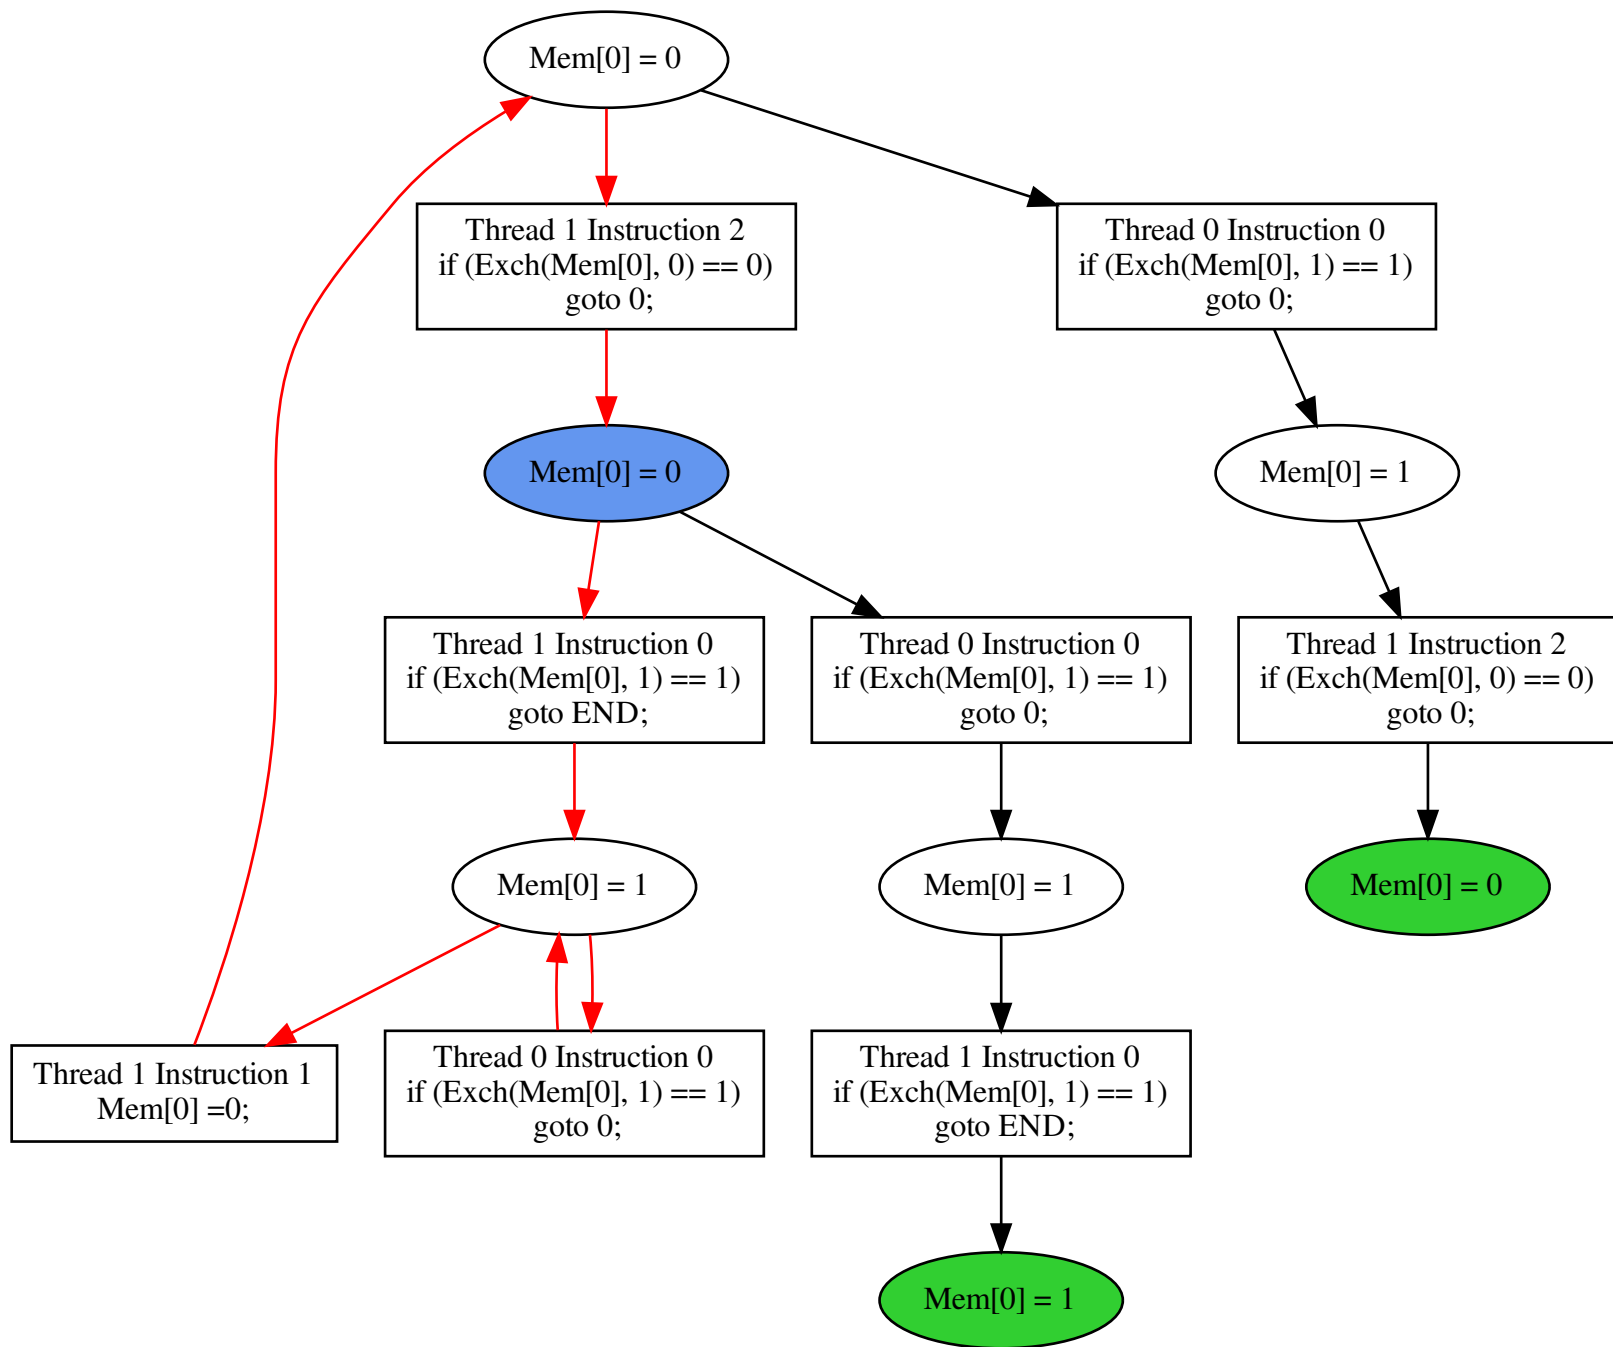 Mem[0] = 0
Thread 1 Instruction 2
if (Exch(Mem[0], 0) == 0)
goto 0;
Thread 0 Instruction 0
if (Exch(Mem[0], 1) == 1)
goto 0;
Mem[0] = 0
Mem[0] = 1
Thread 1 Instruction 0
if (Exch(Mem[0], 1) == 1)
goto END;
Thread 0 Instruction 0
if (Exch(Mem[0], 1) == 1)
goto 0;
Thread 1 Instruction 2
if (Exch(Mem[0], 0) == 0)
goto 0;
Mem[0] = 1
Mem[0] = 1
Mem[0] = 0
Thread 1 Instruction 1
Mem[0] =0;
Thread 0 Instruction 0
if (Exch(Mem[0], 1) == 1)
goto 0;
Thread 1 Instruction 0
if (Exch(Mem[0], 1) == 1)
goto END;
Mem[0] = 1